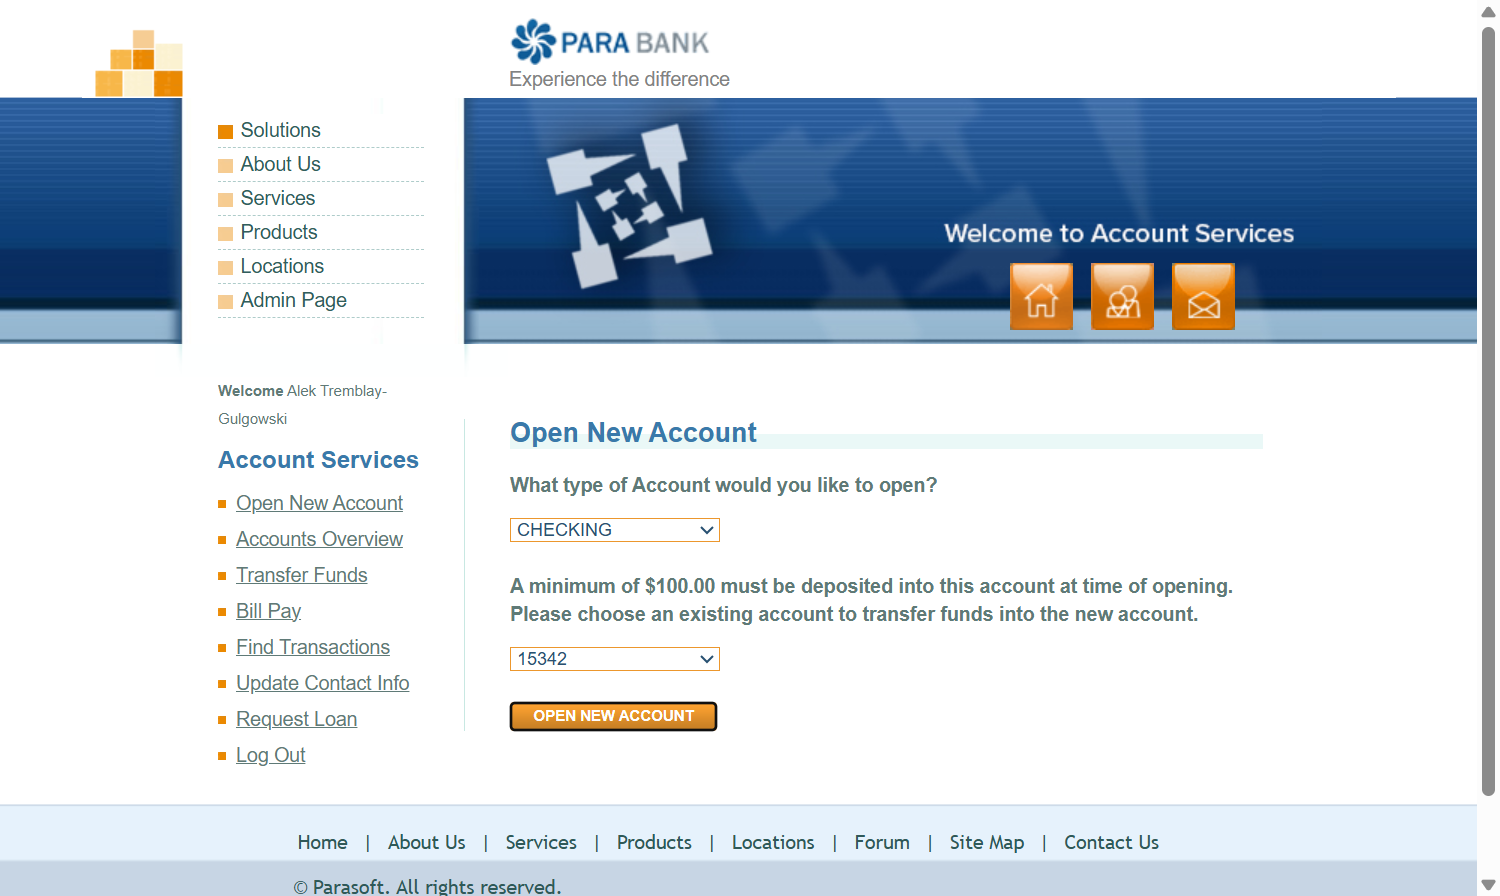 PARA BANK
Experience the difference
Solutions
About Us
Services
Products
Locations
Admin Page
Welcome to Account Services
Welcome Alek Tremblay-
Gulgowski
Account Services
Open New Account
Accounts Overview
Transfer Funds
Bill Pay
Find Transactions
Update Contact Info
Request Loan
Log Out
Open New Account
What type of Account would you like to open?
CHECKING
A minimum of $100.00 must be deposited into this account at time of opening.
Please choose an existing account to transfer funds into the new account.
15342
OPEN NEW ACCOUNT
Home | About Us | Services | Products | Locations | Forum | Site Map | Contact Us
© Parasoft. All rights reserved.